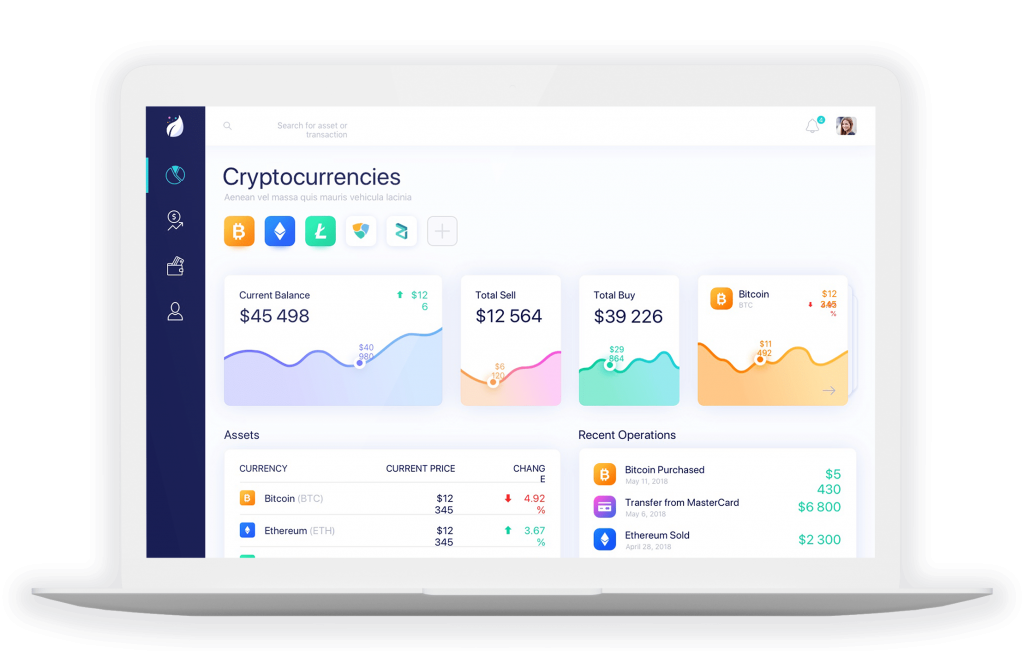 Search for asset or
transaction
4
Cryptocurrencies
Aenean vel massa quis mauris vehicula lacinia
Current Balance
$12
6
$45 498
$40
980
Total Sell
$12 564
$6
120
Total Buy
$39 226
$29
864
Bitcoin
BTC
$12
345
%
$11
492
Assets
CURRENCY
CURRENT PRICE
CHANG
E
Bitcoin (BTC)
$12
345
4.92
%
Ethereum (ETH)
$12
345
3.67
%
Recent Operations
Bitcoin Purchased
May 11, 2018
$5
430
Transfer from MasterCard
May 6, 2018
$6 800
Ethereum Sold
April 28, 2018
$2 300